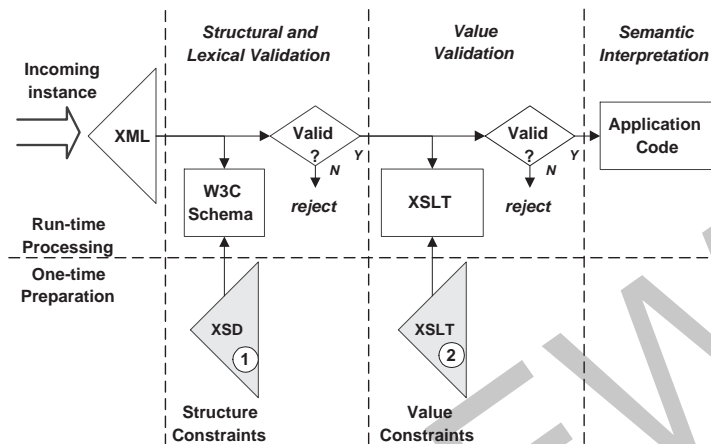 Structural and
Lexical Validation
Value
Validation
Semantic
Interpretation
Incoming
instance
XML
Valid
?
Y
N
reject
W3C
Schema
Valid
?
Y
N
reject
XSLT
Application
Code
Run-time
Processing
One-time
Preparation
XSD
1
XSLT
2
Structure
Constraints
Value
Constraints